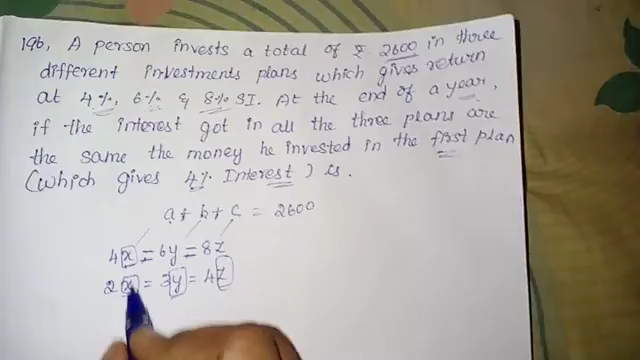 196, A person invests a total of ₹ 2600 in three
different investments plans which gives return
at 4%, 6% & 8% SI. At the end of a year,
if the interest got in all the three plans are
the same the money he invested in the first plan
(which gives 4% Interest) is.
a + b + c = 2600
4x = 6y = 8z
2x = 3y = 4z